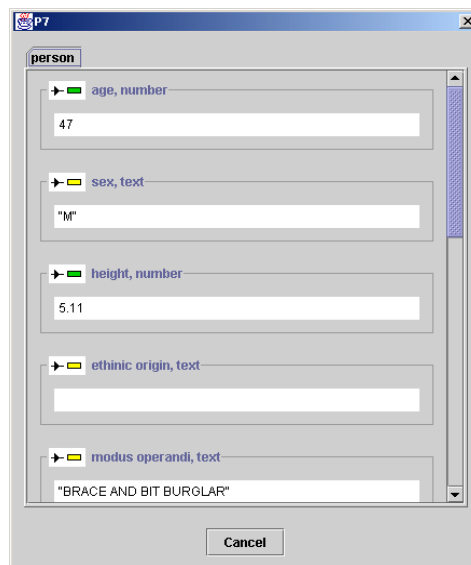 P7
person
age, number
47
sex, text
"M"
height, number
5.11
ethinic origin, text
modus operandi, text
"BRACE AND BIT BURGLAR"
Cancel